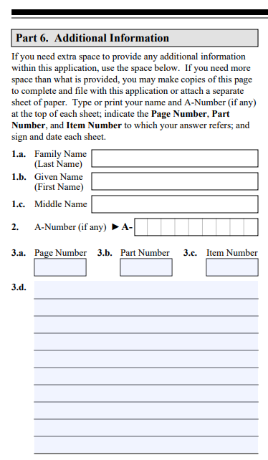 Part 6. Additional Information
If you need extra space to provide any additional information
within this application, use the space below. If you need more
space than what is provided, you may make copies of this page
to complete and file with this application or attach a separate
sheet of paper. Type or print your name and A-Number (if any)
at the top of each sheet; indicate the Page Number, Part
Number, and Item Number to which your answer refers; and
sign and date each sheet.
1.a. Family Name
(Last Name)
1.b. Given Name
(First Name)
1.c. Middle Name
2. A-Number (if any) ► A-
3.a. Page Number 3.b. Part Number 3.c. Item Number
3.d.